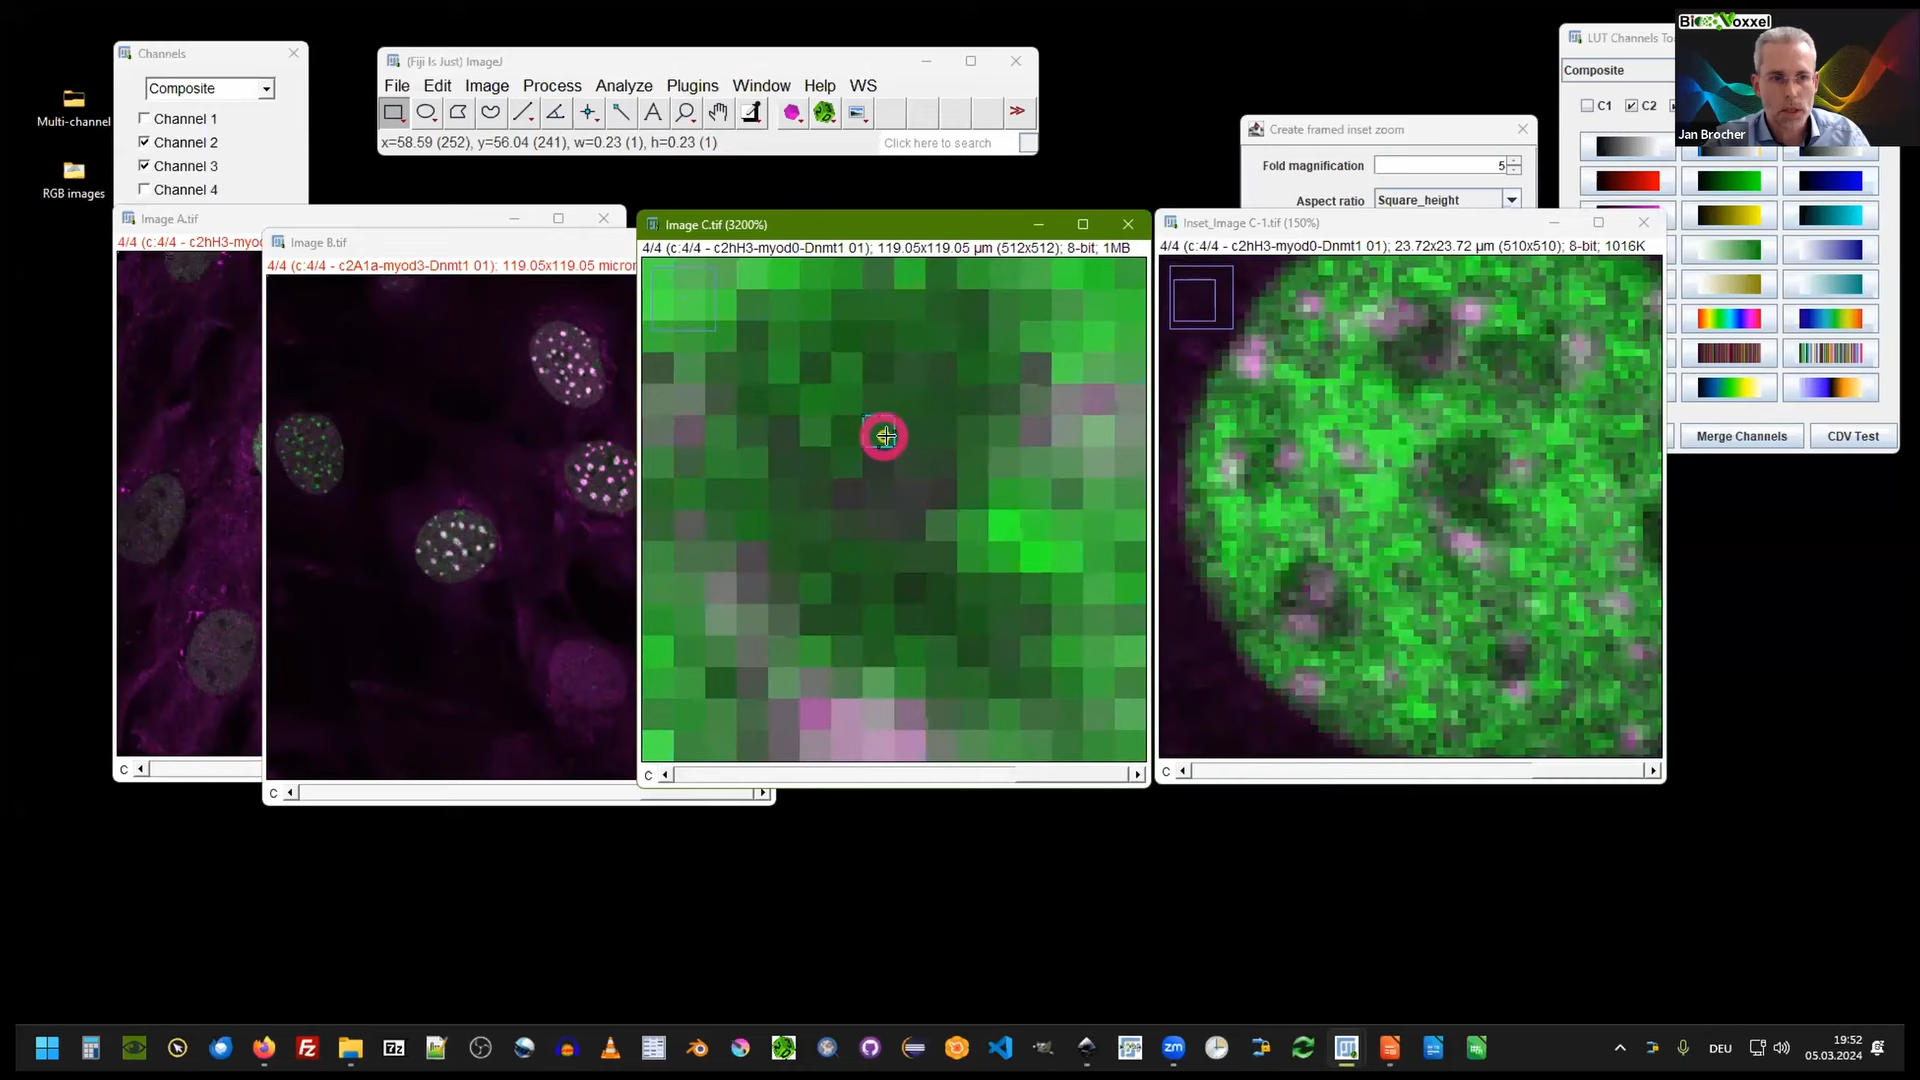 Multi-channel
RGB images
Channels
Composite
Channel 1
Channel 2
Channel 3
Channel 4
(Fiji Is Just) ImageJ
File Edit Image Process Analyze Plugins Window Help WS
x=58.59 (252), y=56.04 (241), w=0.23 (1), h=0.23 (1)
Click here to search
Create framed inset zoom
Fold magnification
5
Aspect ratio
Square_height
LUT Channels To
Composite
C1 C2
Merge Channels
CDV Test
BioVoxxel
Jan Brocher
Image A.tif
4/4 (c:4/4 - c2hH3-myo
Image B.tif
4/4 (c:4/4 - c2A1a-myod3-Dnmt1 01): 119.05x119.05 micror
Image C.tif (3200%)
4/4 (c:4/4 - c2hH3-myod0-Dnmt1 01); 119.05x119.05 µm (512x512); 8-bit; 1MB
Inset_Image C-1.tif (150%)
4/4 (c:4/4 - c2hH3-myod0-Dnmt1 01); 23.72x23.72 µm (510x510); 8-bit; 1016K
C
C
C
C
DEU
19:52
05.03.2024